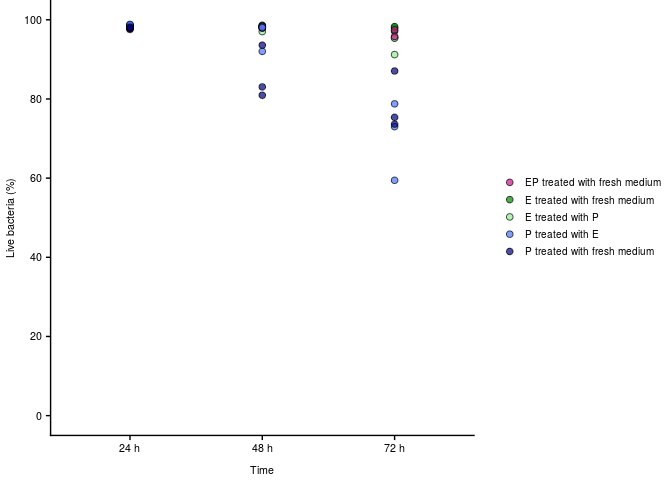 100
80
60
40
20
0
Live bacteria (%)
24 h
48 h
72 h
Time
EP treated with fresh medium
E treated with fresh medium
E treated with P
P treated with E
P treated with fresh medium